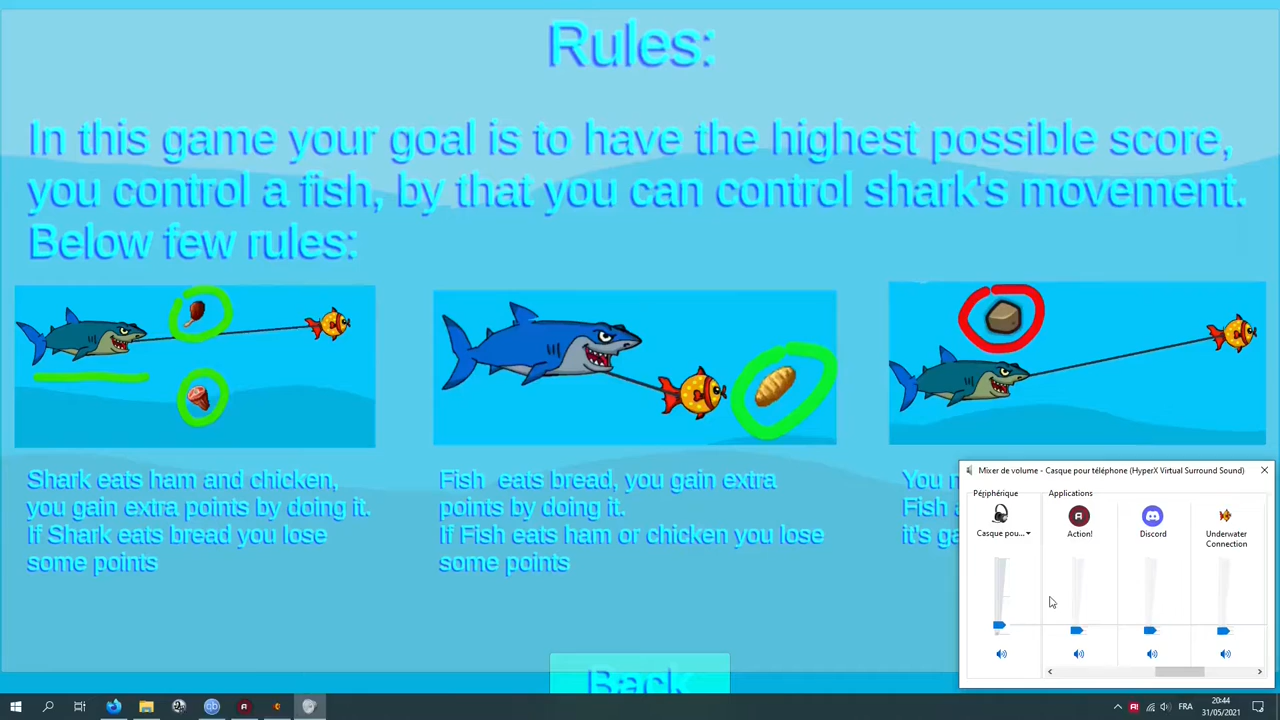 Rules:
In this game your goal is to have the highest possible score,
you control a fish, by that you can control shark's movement.
Below few rules:
Shark eats ham and chicken,
you gain extra points by doing it.
If Shark eats bread you lose
some points
Fish eats bread, you gain extra
points by doing it.
If Fish eats ham or chicken you lose
some points
You
Fish
it's
Back
Mixer de volume - Casque pour téléphone (HyperX Virtual Surround Sound)
Périphérique
Applications
Casque pou...
Action!
Discord
Underwater
Connection
FRA
20:44
31/05/2021